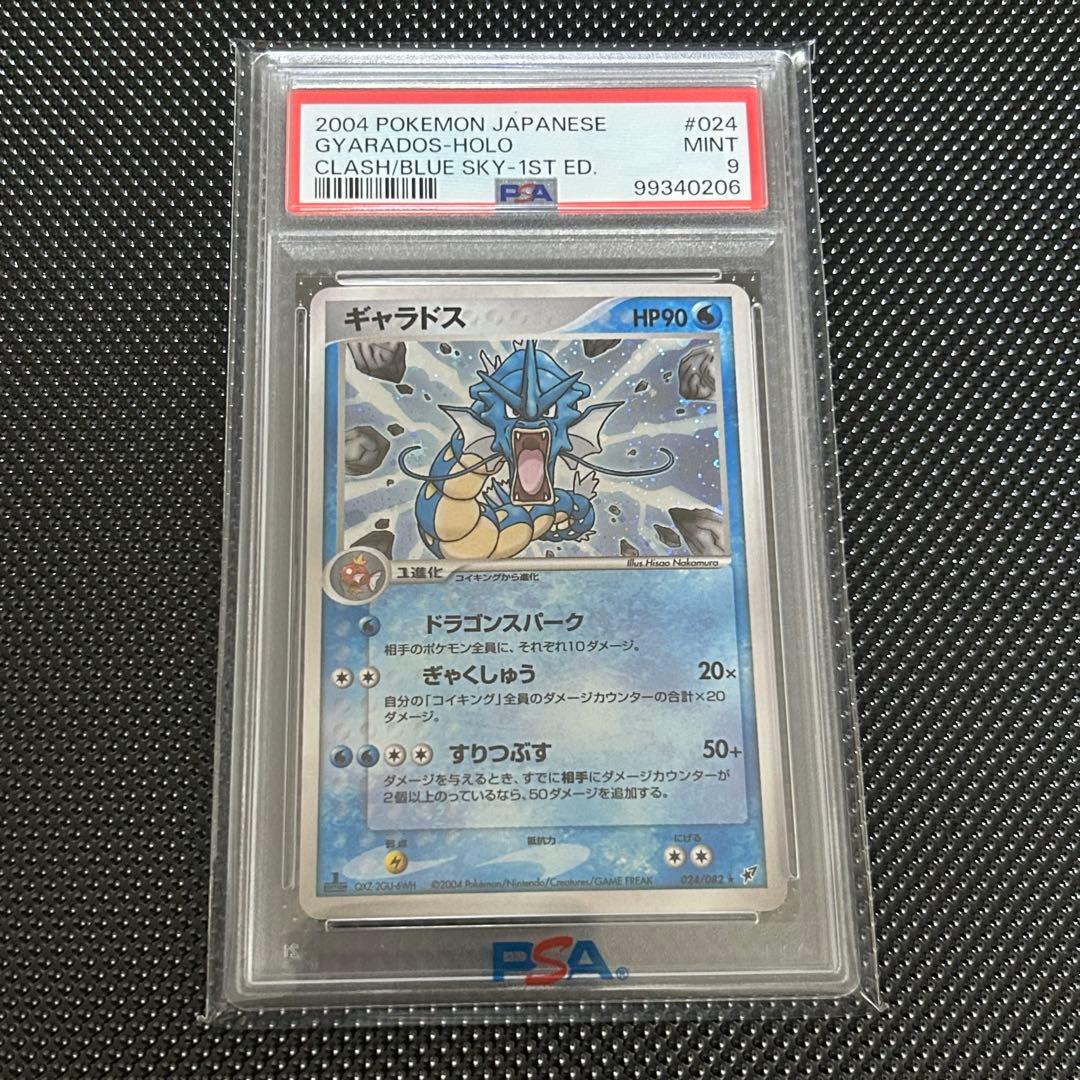 2004 POKEMON JAPANESE #024
GYARADOS-HOLO MINT
CLASH/BLUE SKY-1ST ED. 9
PSA 99340206
ギャラドス HP90
Illus. Hisao Nakamura
1進化 コイキングから進化
ドラゴンスパーク
相手のポケモン全員に、それぞれ10ダメージ。
ぎゃくしゅう 20×
自分の「コイキング」全員のダメージカウンターの合計×20
ダメージ。
すりつぶす 50+
ダメージを与えるとき、すでに相手にダメージカウンターが
2個以上のっているなら、50ダメージを追加する。
弱点 抵抗力 にげる
1 QXZ-2GU-6WH ©2004 Pokémon/Nintendo/Creatures/GAME FREAK 024/082 ★
PSA®